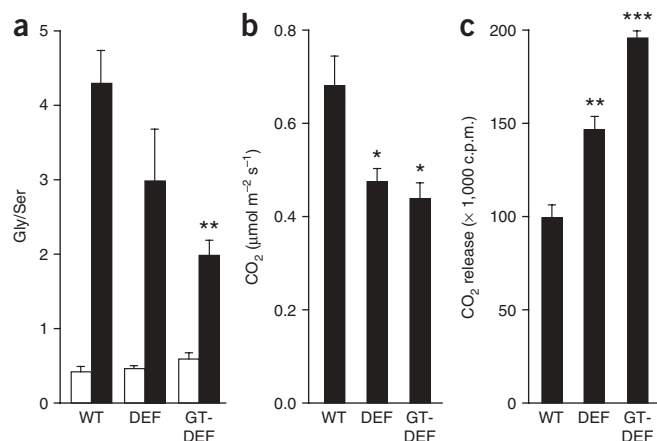 a
Gly/Ser
5
4
3
2
1
0
**
WT
DEF
GT-
DEF
b
CO₂ (μmol m⁻² s⁻¹)
0.8
0.6
0.4
0.2
0.0
*
*
WT
DEF
GT-
DEF
c
CO₂ release (× 1,000 c.p.m.)
200
150
100
50
0
**
***
WT
DEF
GT-
DEF